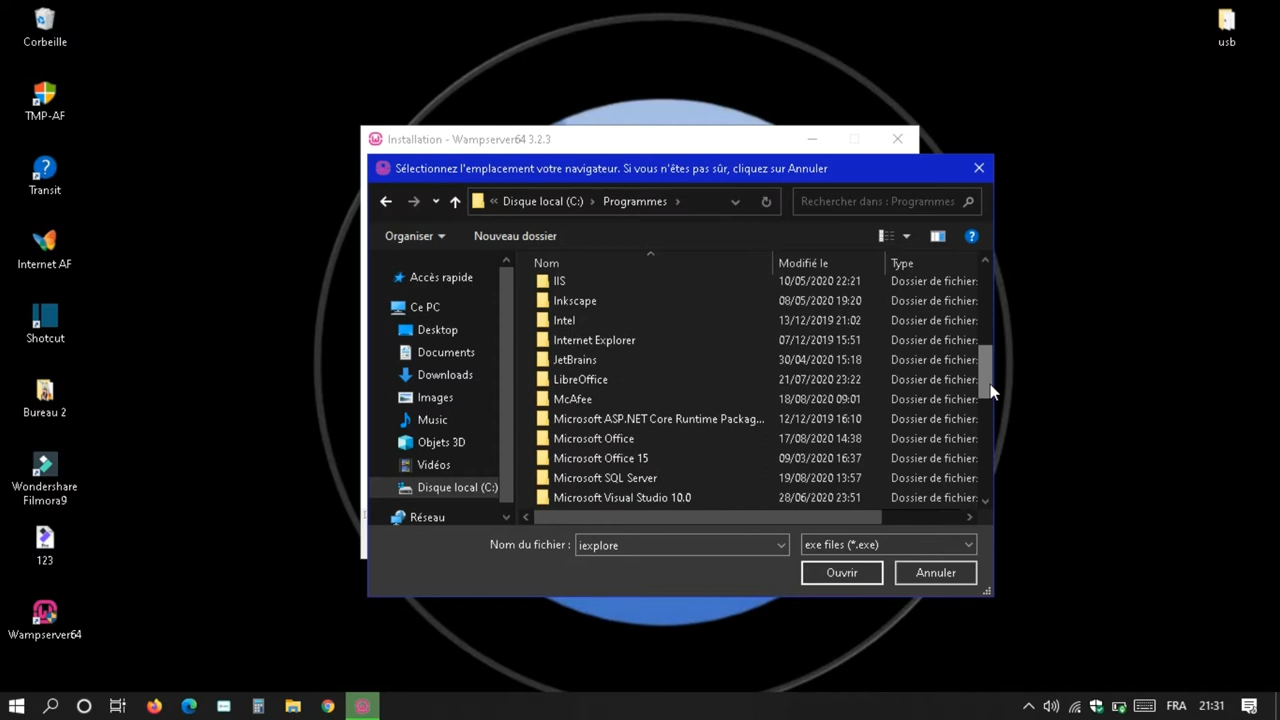 Corbeille
usb
TMP-AF
Transit
Internet AF
Shotcut
Bureau 2
Wondershare
Filmora9
123
Wampserver64
Installation - Wampserver64 3.2.3
Sélectionnez l'emplacement votre navigateur. Si vous n'êtes pas sûr, cliquez sur Annuler
« Disque local (C:) > Programmes >
Rechercher dans : Programmes
Organiser
Nouveau dossier
Accès rapide
Ce PC
Desktop
Documents
Downloads
Images
Music
Objets 3D
Vidéos
Disque local (C:)
Réseau
Nom Modifié le Type
IIS 10/05/2020 22:21 Dossier de fichier:
Inkscape 08/05/2020 19:20 Dossier de fichier:
Intel 13/12/2019 21:02 Dossier de fichier:
Internet Explorer 07/12/2019 15:51 Dossier de fichier:
JetBrains 30/04/2020 15:18 Dossier de fichier:
LibreOffice 21/07/2020 23:22 Dossier de fichier:
McAfee 18/08/2020 09:01 Dossier de fichier:
Microsoft ASP.NET Core Runtime Packag... 12/12/2019 16:10 Dossier de fichier:
Microsoft Office 17/08/2020 14:38 Dossier de fichier:
Microsoft Office 15 09/03/2020 16:37 Dossier de fichier:
Microsoft SQL Server 19/08/2020 13:57 Dossier de fichier:
Microsoft Visual Studio 10.0 28/06/2020 23:51 Dossier de fichier:
Nom du fichier : iexplore
exe files (*.exe)
Ouvrir
Annuler
FRA 21:31